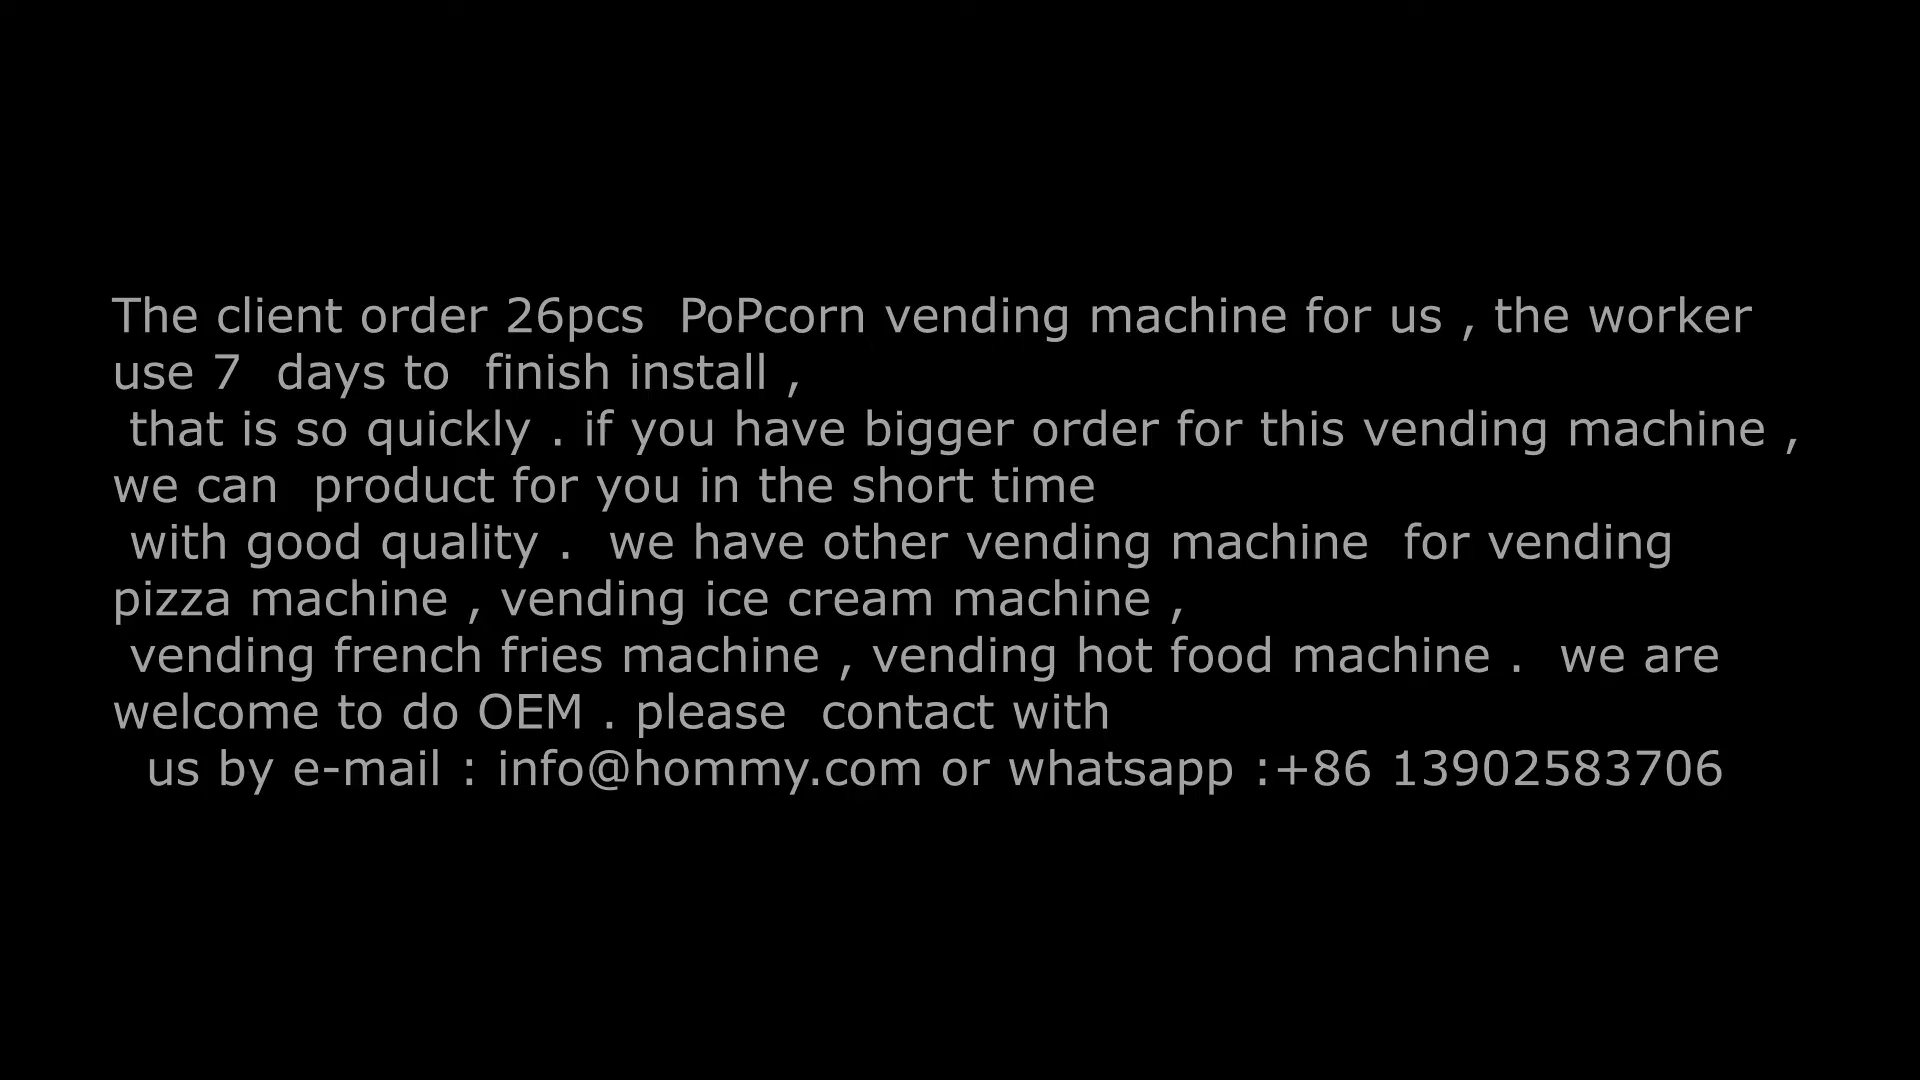 The client order 26pcs  PoPcorn vending machine for us , the worker
use 7  days to  finish install ,
 that is so quickly . if you have bigger order for this vending machine ,
we can  product for you in the short time
 with good quality .  we have other vending machine  for vending
pizza machine , vending ice cream machine ,
 vending french fries machine , vending hot food machine .  we are
welcome to do OEM . please  contact with
  us by e-mail : info@hommy.com or whatsapp :+86 13902583706